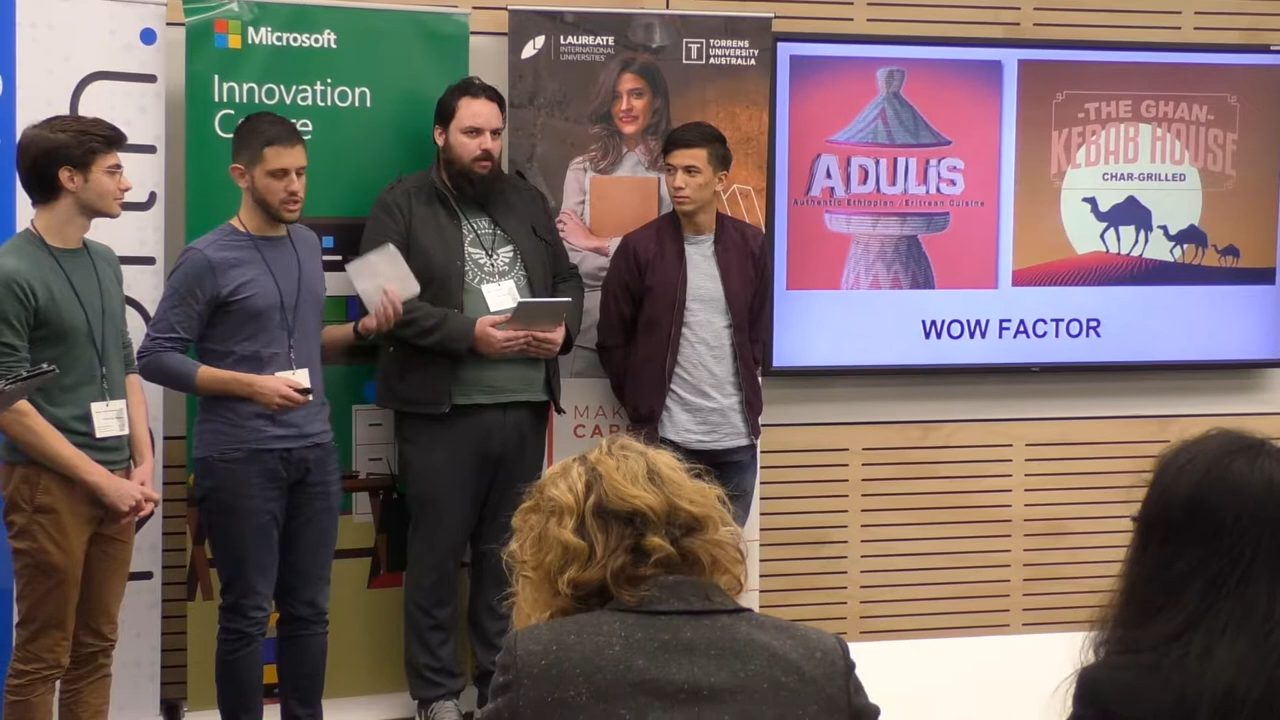 Microsoft
Innovation
LAUREATE
INTERNATIONAL
UNIVERSITIES
TORRENS
UNIVERSITY
AUSTRALIA
ADULIS
Authentic Ethiopian / Eritrean Cuisine
-THE GHAN-
KEBAB HOUSE
CHAR-GRILLED
WOW FACTOR